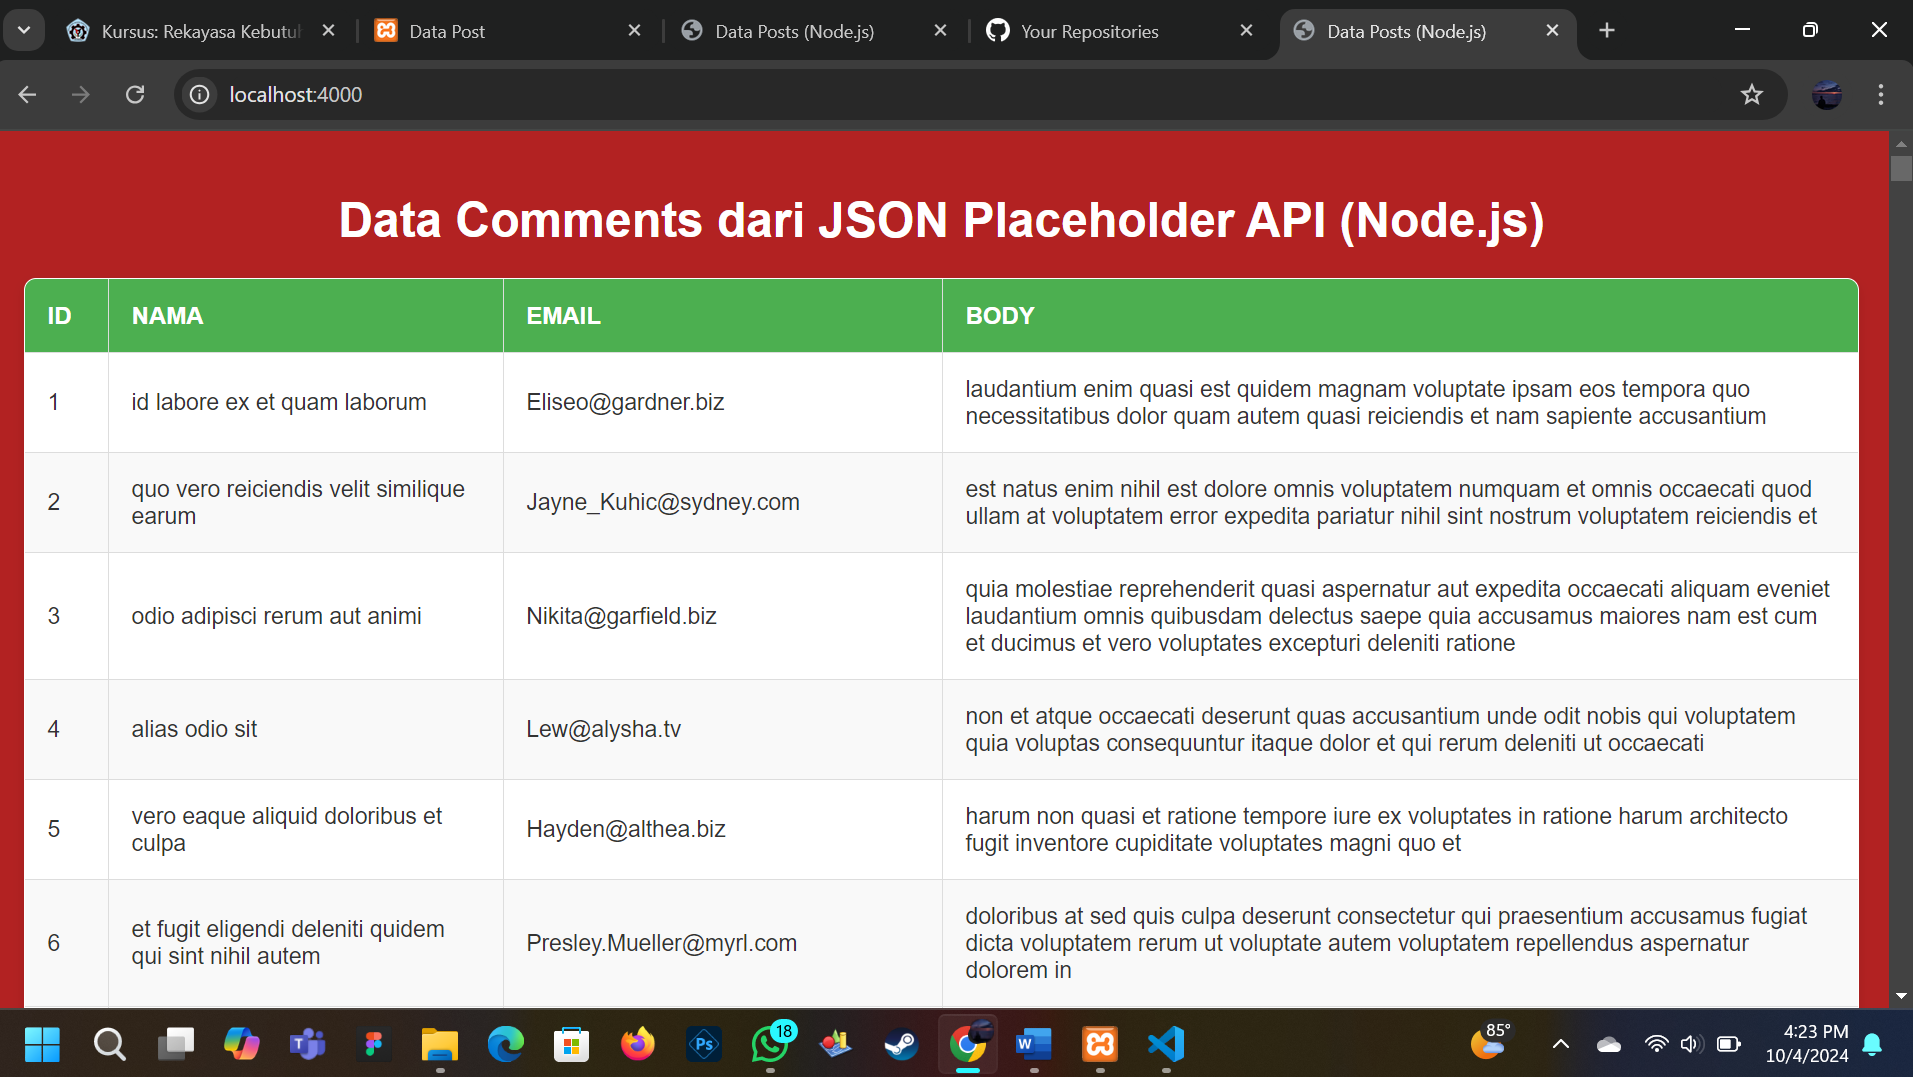 Kursus: Rekayasa Kebutuh
Data Post
Data Posts (Node.js)
Your Repositories
Data Posts (Node.js)
localhost:4000
Data Comments dari JSON Placeholder API (Node.js)
ID NAMA EMAIL BODY
1 id labore ex et quam laborum Eliseo@gardner.biz laudantium enim quasi est quidem magnam voluptate ipsam eos tempora quo
necessitatibus dolor quam autem quasi reiciendis et nam sapiente accusantium
2 quo vero reiciendis velit similique
earum
Jayne_Kuhic@sydney.com
est natus enim nihil est dolore omnis voluptatem numquam et omnis occaecati quod
ullam at voluptatem error expedita pariatur nihil sint nostrum voluptatem reiciendis et
3 odio adipisci rerum aut animi Nikita@garfield.biz
quia molestiae reprehenderit quasi aspernatur aut expedita occaecati aliquam eveniet
laudantium omnis quibusdam delectus saepe quia accusamus maiores nam est cum
et ducimus et vero voluptates excepturi deleniti ratione
4 alias odio sit Lew@alysha.tv
non et atque occaecati deserunt quas accusantium unde odit nobis qui voluptatem
quia voluptas consequuntur itaque dolor et qui rerum deleniti ut occaecati
5 vero eaque aliquid doloribus et
culpa
Hayden@althea.biz
harum non quasi et ratione tempore iure ex voluptates in ratione harum architecto
fugit inventore cupiditate voluptates magni quo et
6 et fugit eligendi deleniti quidem
qui sint nihil autem
Presley.Mueller@myrl.com
doloribus at sed quis culpa deserunt consectetur qui praesentium accusamus fugiat
dicta voluptatem rerum ut voluptate autem voluptatem repellendus aspernatur
dolorem in
Ps
18
W
85°
4:23 PM
10/4/2024